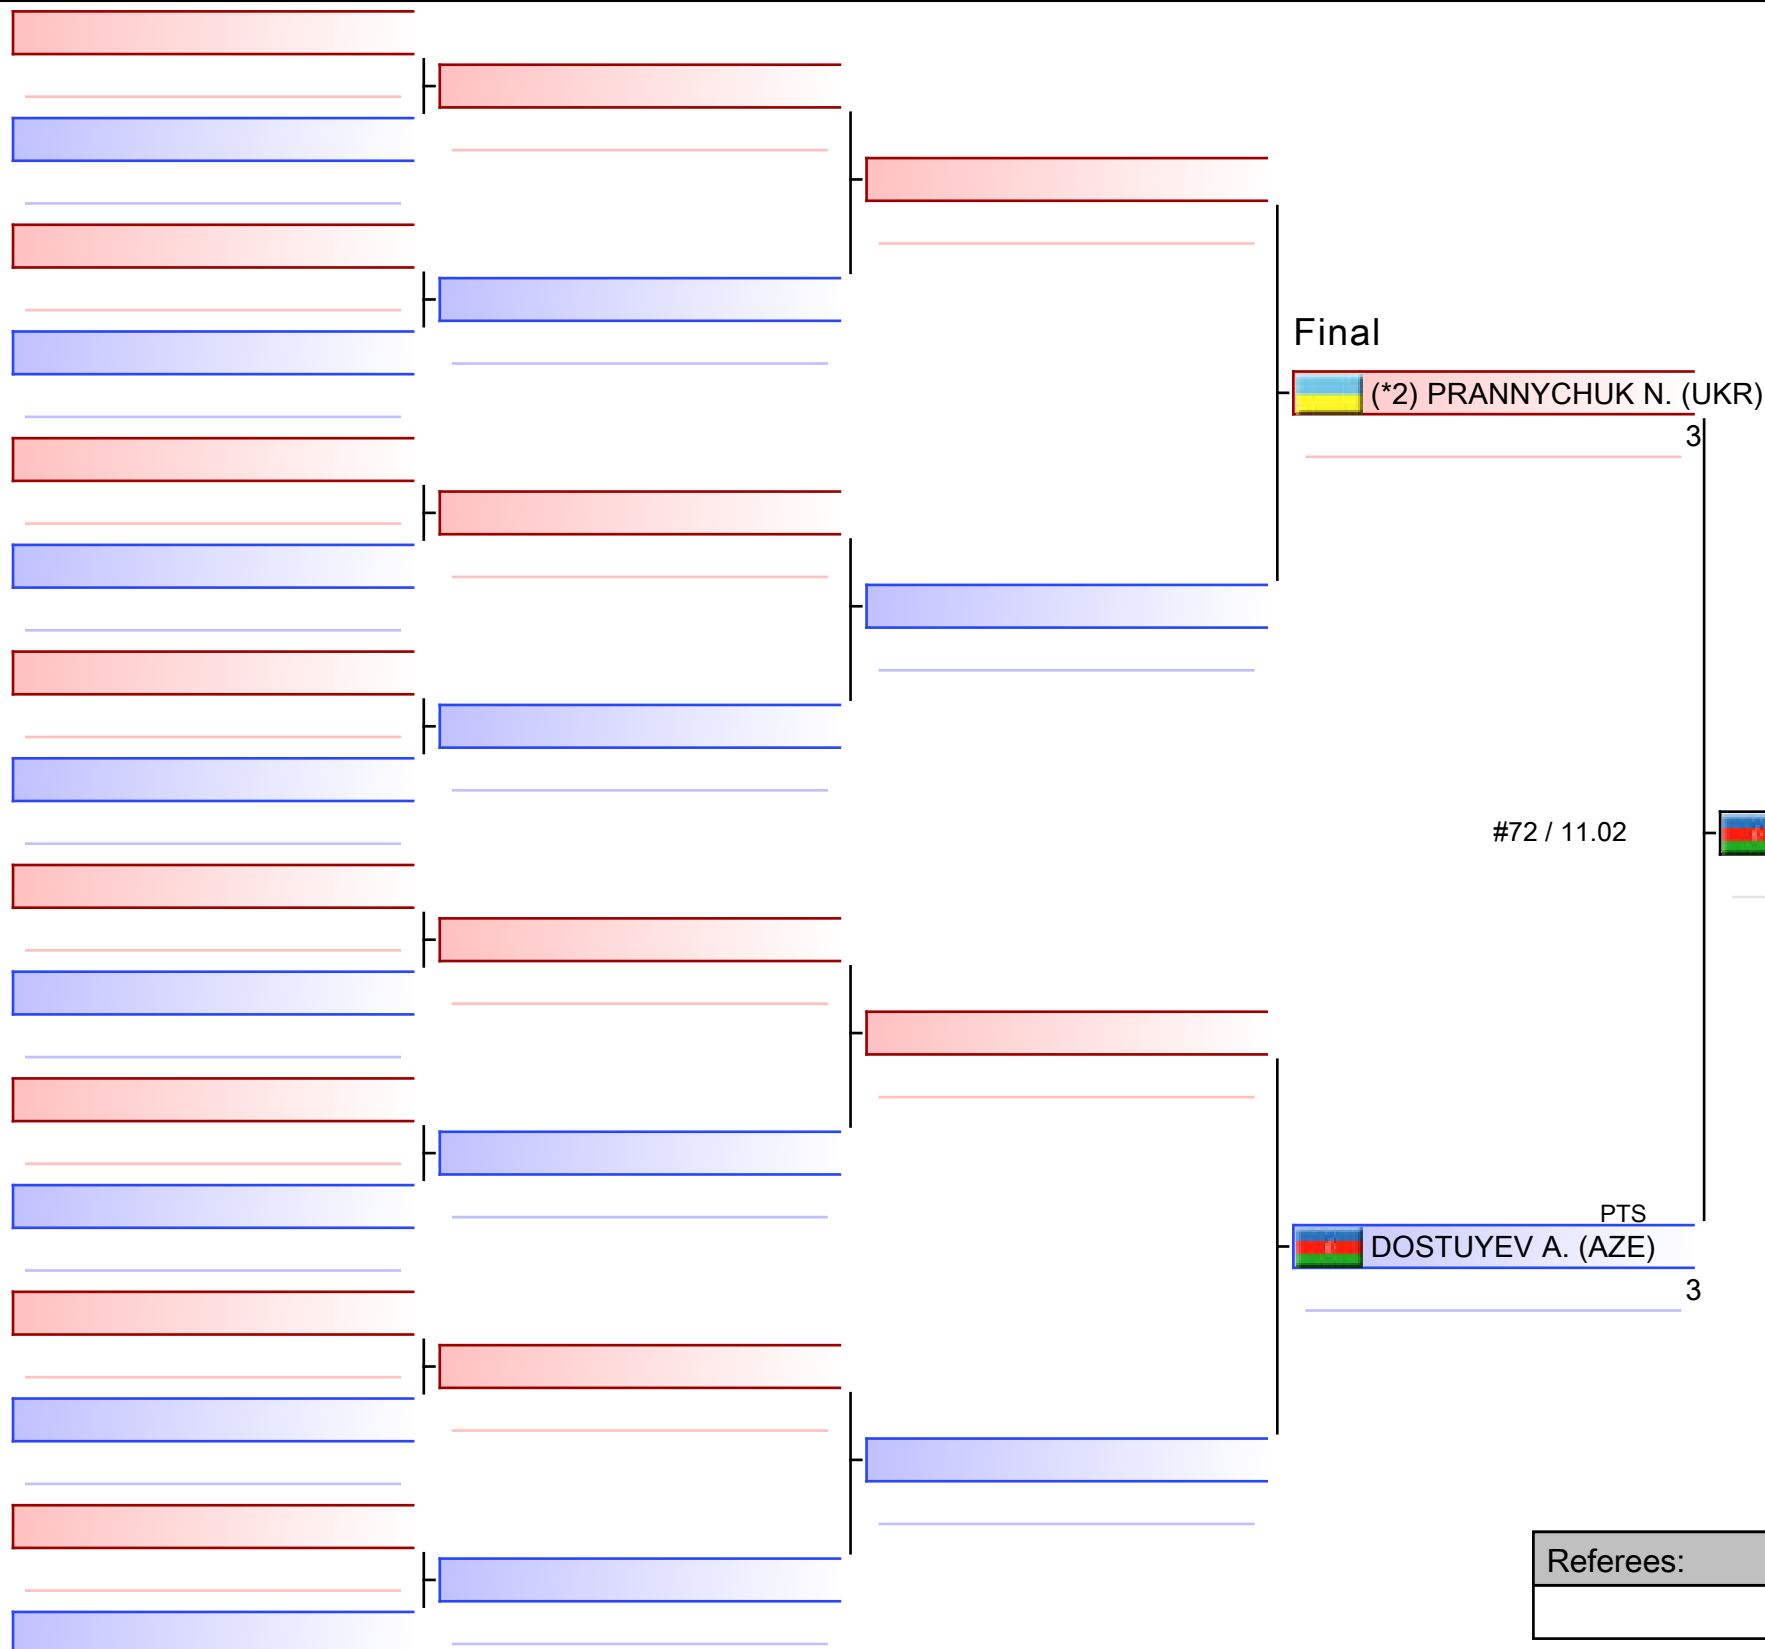 Final
(*2) PRANNYCHUK N. (UKR)
3
#72 / 11.02
PTS
DOSTUYEV A. (AZE)
3
Referees: